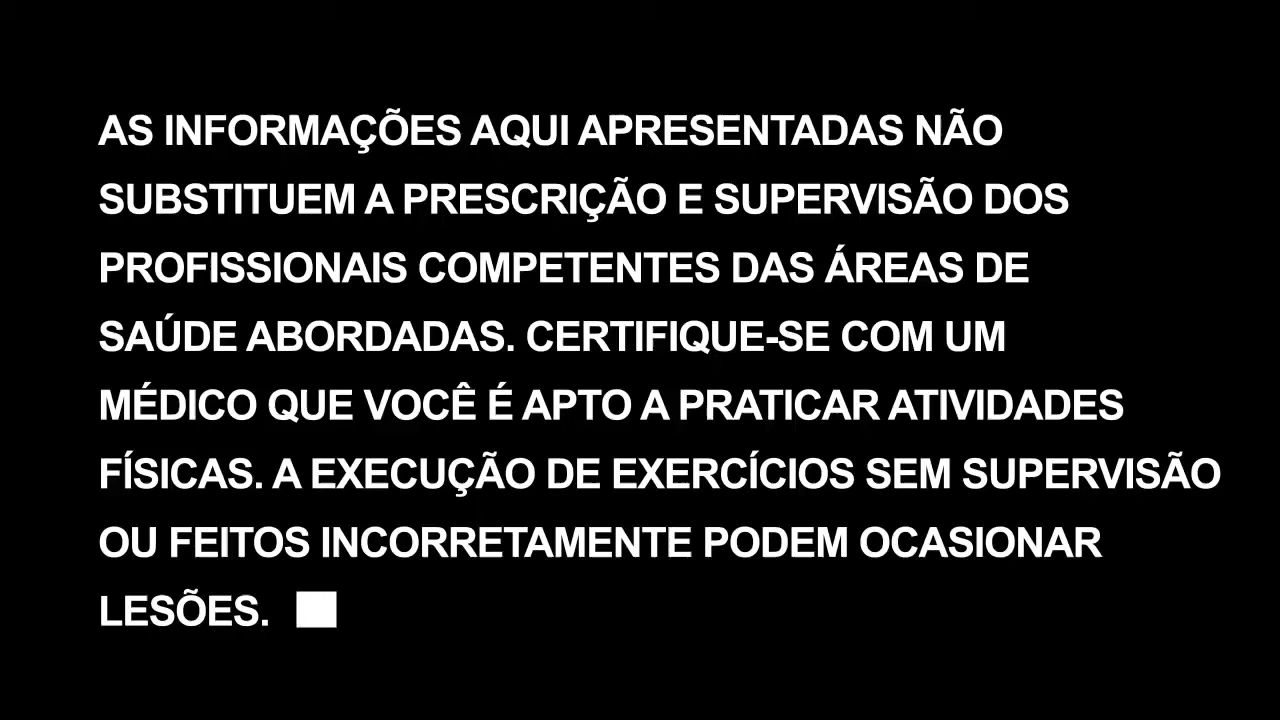 AS INFORMAÇÕES AQUI APRESENTADAS NÃO
SUBSTITUEM A PRESCRIÇÃO E SUPERVISÃO DOS
PROFISSIONAIS COMPETENTES DAS ÁREAS DE
SAÚDE ABORDADAS. CERTIFIQUE-SE COM UM
MÉDICO QUE VOCÊ É APTO A PRATICAR ATIVIDADES
FÍSICAS. A EXECUÇÃO DE EXERCÍCIOS SEM SUPERVISÃO
OU FEITOS INCORRETAMENTE PODEM OCASIONAR
LESÕES.